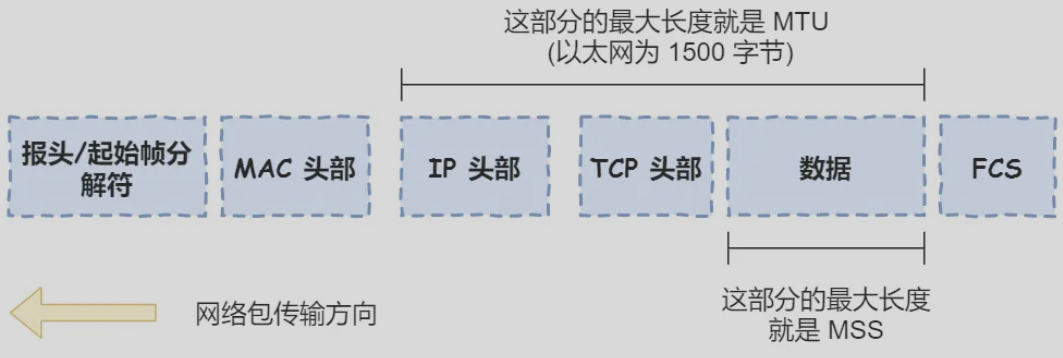 这部分的最大长度就是 MTU
(以太网为 1500 字节)
报头/起始帧分
解符
MAC 头部
IP 头部
TCP 头部
数据
FCS
网络包传输方向
这部分的最大长度
就是 MSS